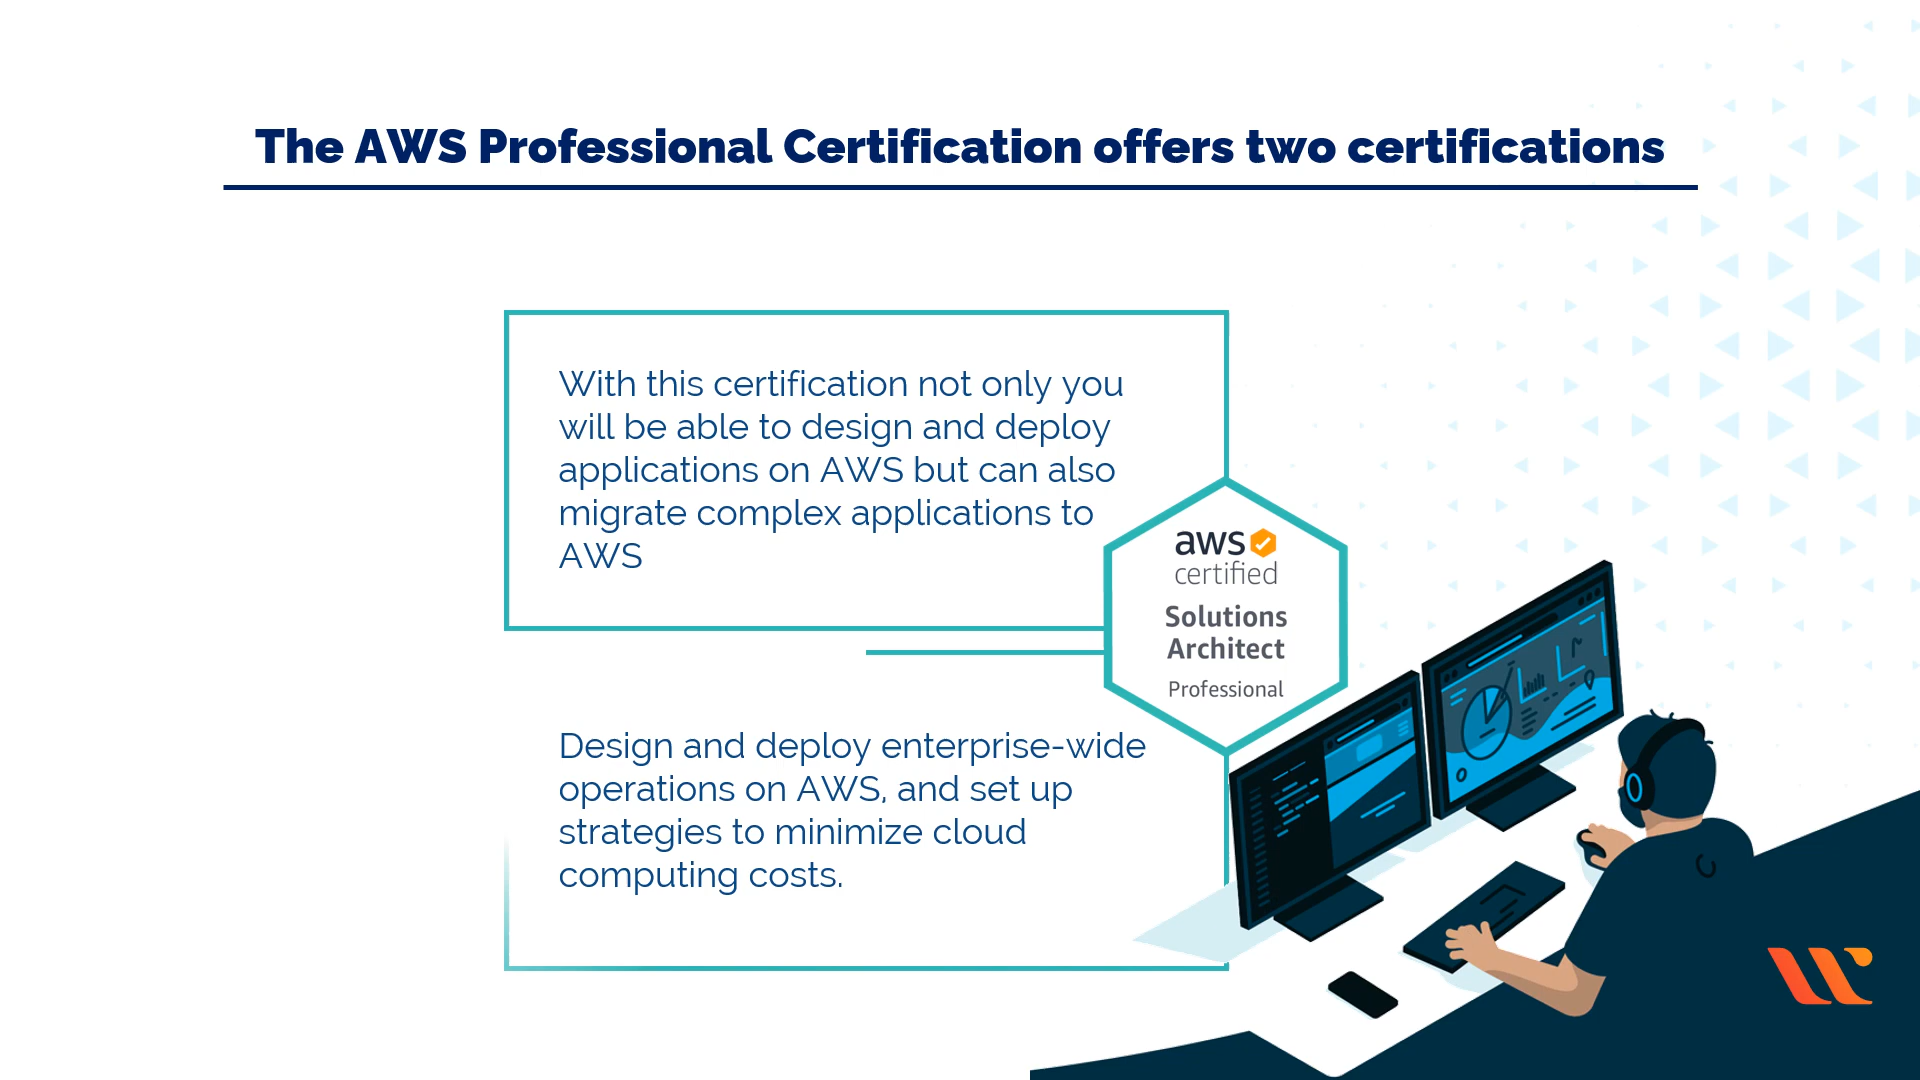 The AWS Professional Certification offers two certifications
With this certification not only you
will be able to design and deploy
applications on AWS but can also
migrate complex applications to
AWS
aws
certified
Solutions
Architect
Professional
Design and deploy enterprise-wide
operations on AWS, and set up
strategies to minimize cloud
computing costs.